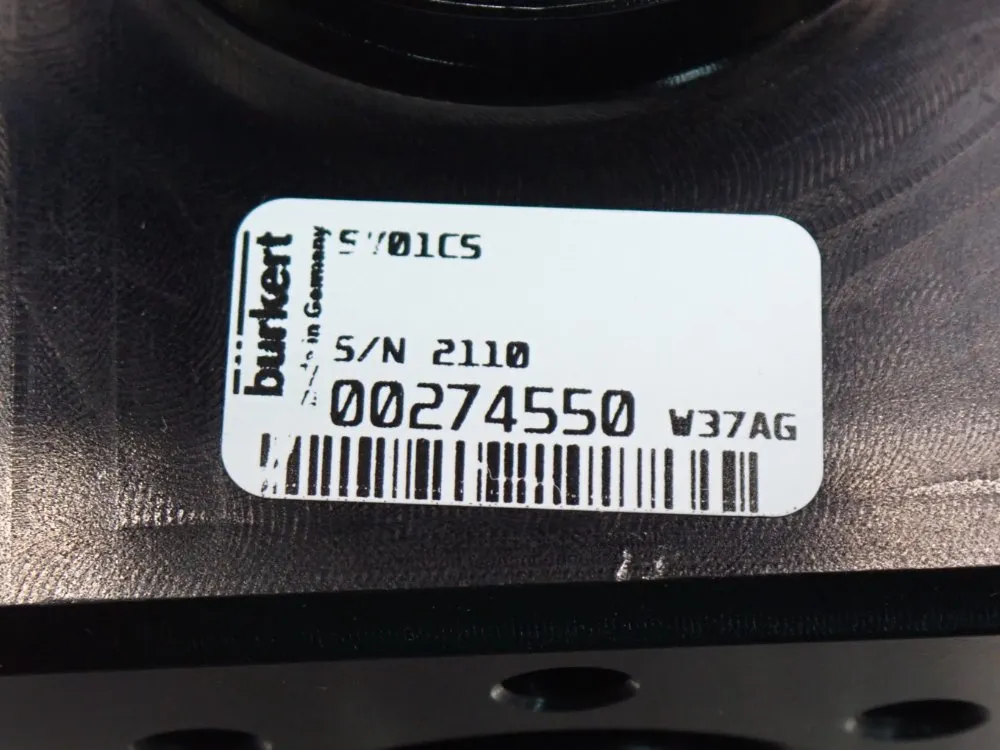 burkert
in Germany
S/N 2110
00274550 W37AG